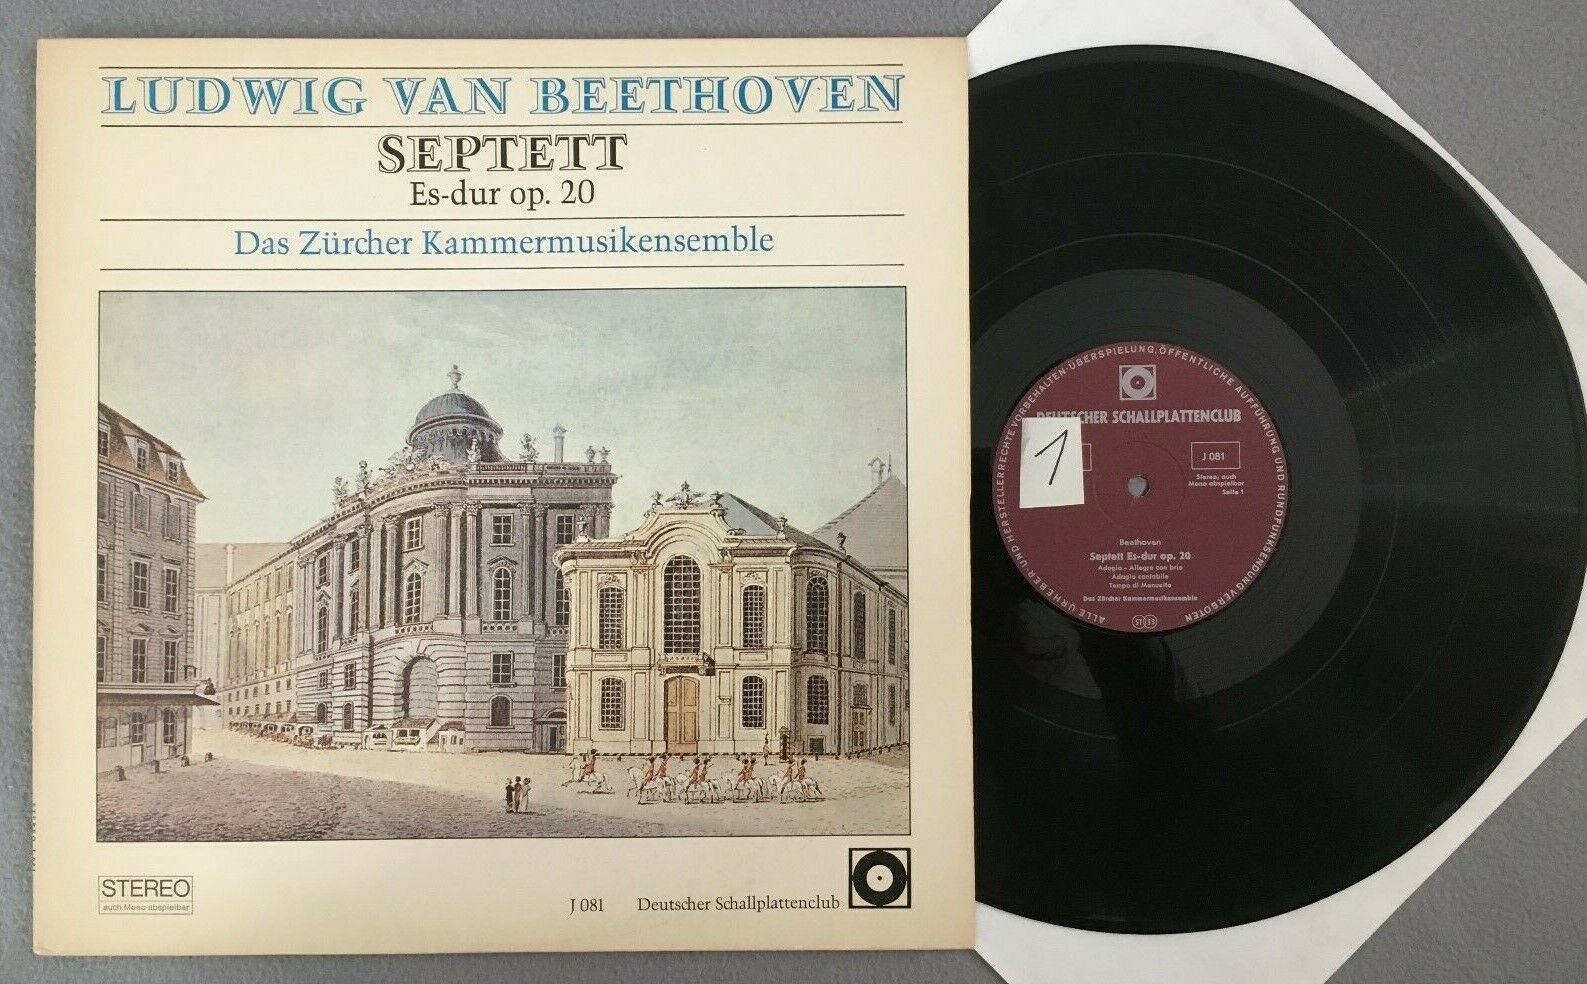 LUDWIG VAN BEETHOVEN
SEPTETT
Es-dur op. 20
Das Zürcher Kammermusikensemble
STEREO
auch Mono abspielbar
J 081
Deutscher Schallplattenclub
ALLE URHEBER- UND HERSTELLERRECHTE VORBEHALTEN · ÜBERSPIELUNG, ÖFFENTLICHE AUFFÜHRUNG UND RUNDFUNKSENDUNG VERBOTEN
DEUTSCHER SCHALLPLATTENCLUB
1
J 081
Stereo, auch
Mono abspielbar
Seite 1
Beethoven
Septett Es-dur op. 20
Adagio - Allegro con brio
Adagio cantabile
Tempo di Menuetto
Das Zürcher Kammermusikensemble
ST 33